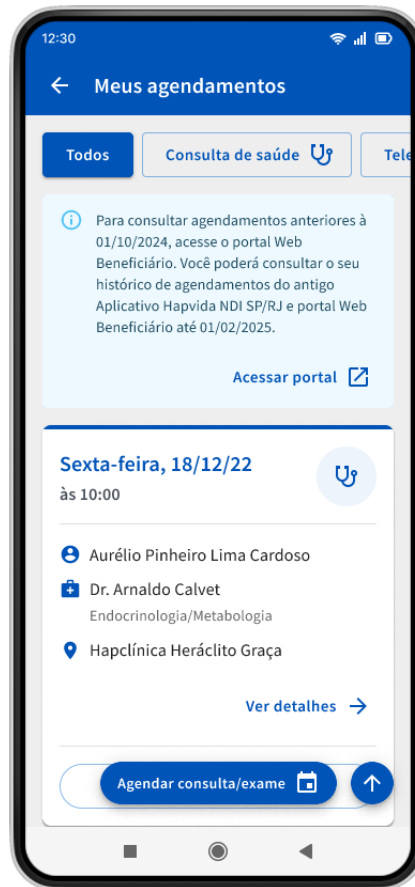 12:30
Meus agendamentos
Todos
Consulta de saúde
Tele
Para consultar agendamentos anteriores à
01/10/2024, acesse o portal Web
Beneficiário. Você poderá consultar o seu
histórico de agendamentos do antigo
Aplicativo Hapvida NDI SP/RJ e portal Web
Beneficiário até 01/02/2025.
Acessar portal
Sexta-feira, 18/12/22
às 10:00
Aurélio Pinheiro Lima Cardoso
Dr. Arnaldo Calvet
Endocrinologia/Metabologia
Hapclínica Heráclito Graça
Ver detalhes
Agendar consulta/exame